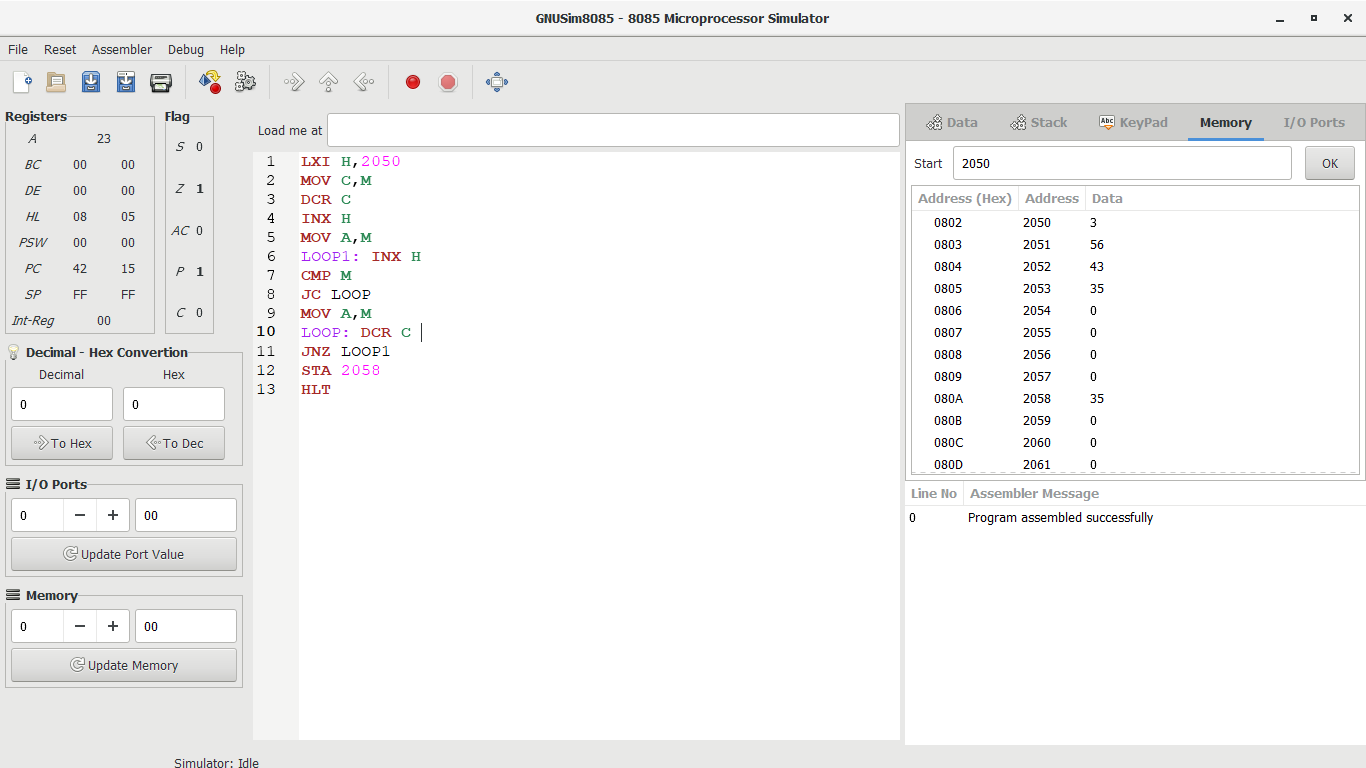 GNUSim8085 - 8085 Microprocessor Simulator
File Reset Assembler Debug Help
Registers
A 23
BC 00 00
DE 00 00
HL 08 05
PSW 00 00
PC 42 15
SP FF FF
Int-Reg 00
Flag
S 0
Z 1
AC 0
P 1
C 0
Decimal - Hex Convertion
Decimal Hex
0 0
To Hex To Dec
I/O Ports
0 − + 00
Update Port Value
Memory
0 − + 00
Update Memory
Load me at
1 LXI H,2050
2 MOV C,M
3 DCR C
4 INX H
5 MOV A,M
6 LOOP1: INX H
7 CMP M
8 JC LOOP
9 MOV A,M
10 LOOP: DCR C
11 JNZ LOOP1
12 STA 2058
13 HLT
Data Stack Abc KeyPad Memory I/O Ports
Start 2050 OK
Address (Hex) Address Data
0802 2050 3
0803 2051 56
0804 2052 43
0805 2053 35
0806 2054 0
0807 2055 0
0808 2056 0
0809 2057 0
080A 2058 35
080B 2059 0
080C 2060 0
080D 2061 0
Line No Assembler Message
0 Program assembled successfully
Simulator: Idle